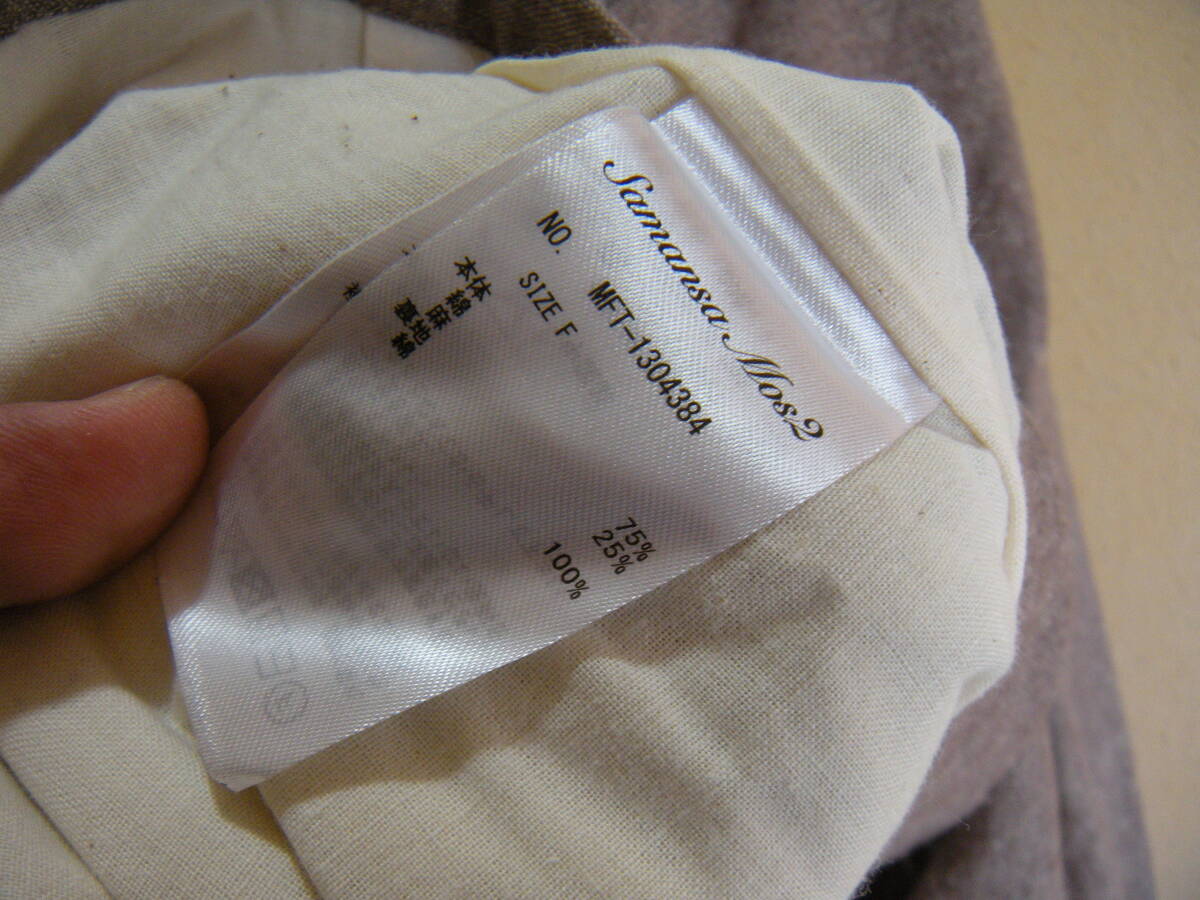 Samansa Mos2
NO. MFT-1304384
SIZE F
本体 綿 75%
麻 25%
裏地 綿 100%